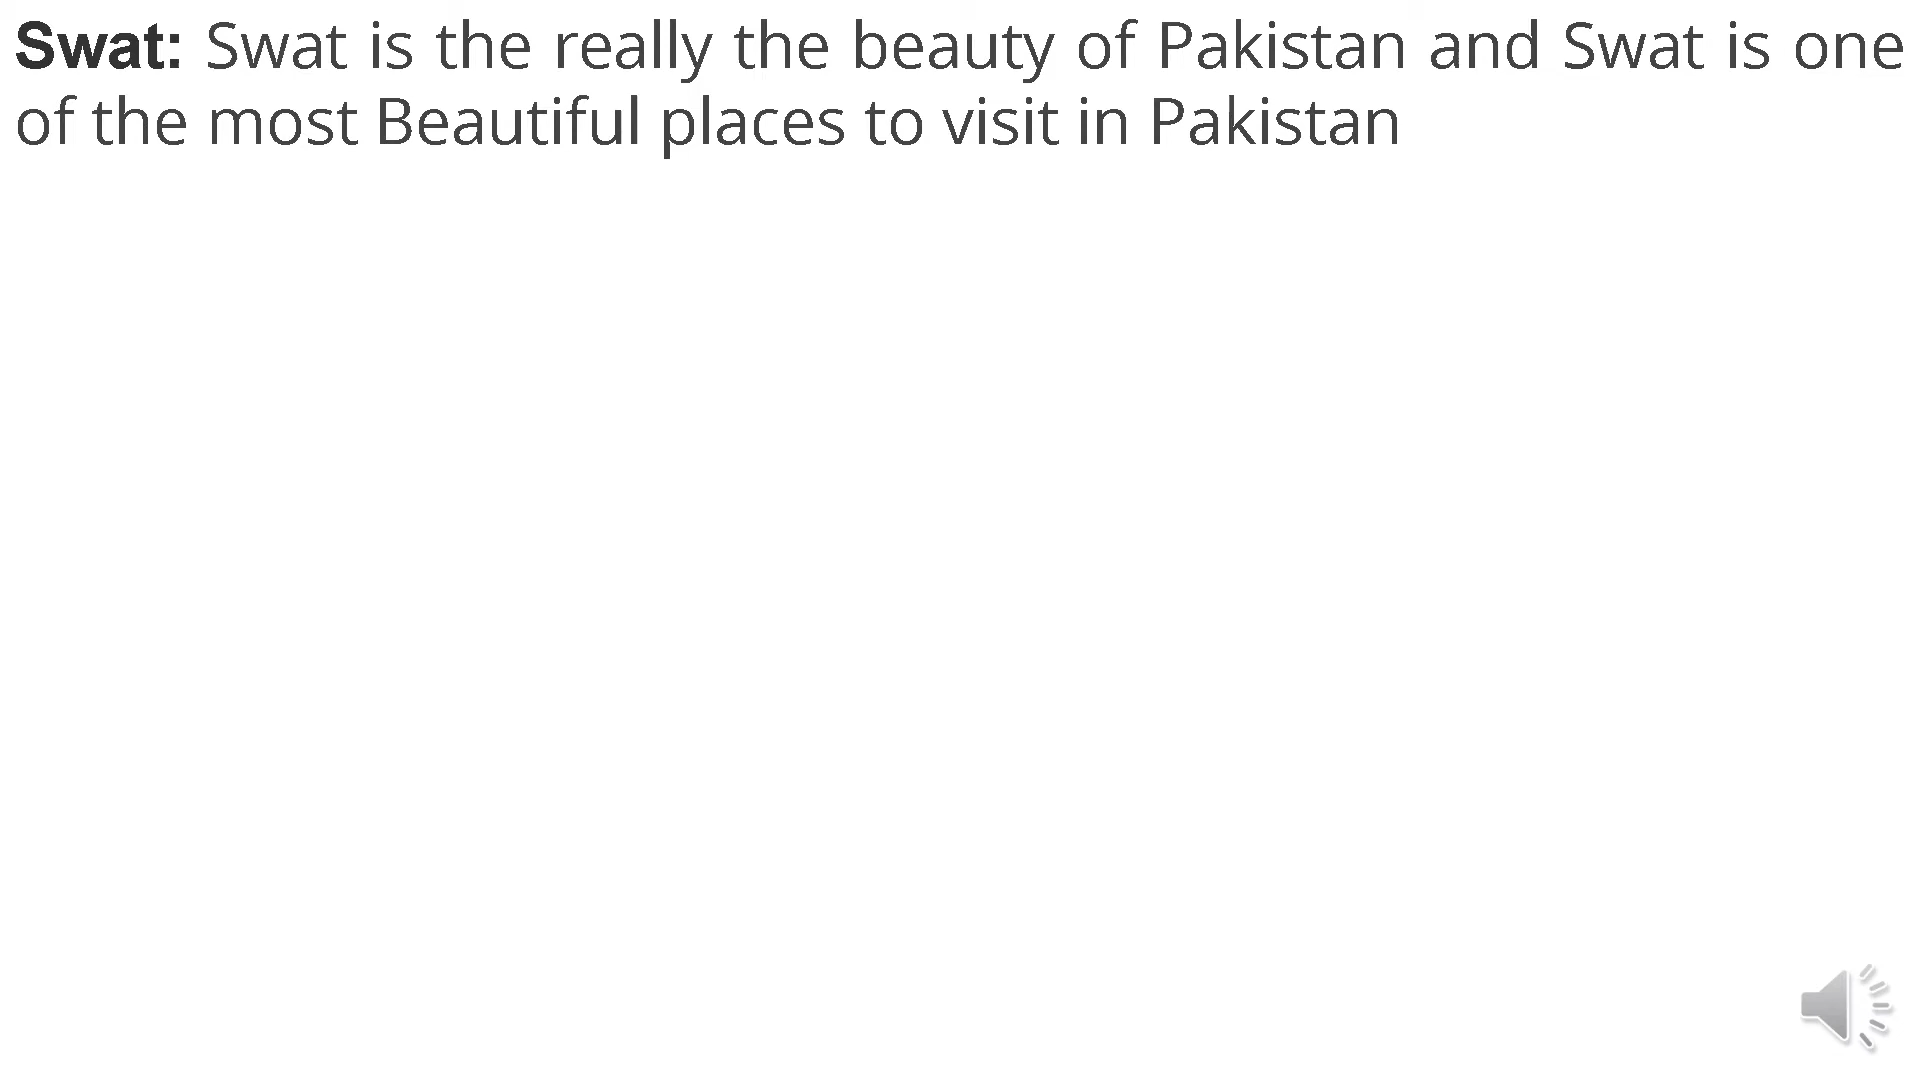 Swat: Swat is the really the beauty of Pakistan and Swat is one
of the most Beautiful places to visit in Pakistan